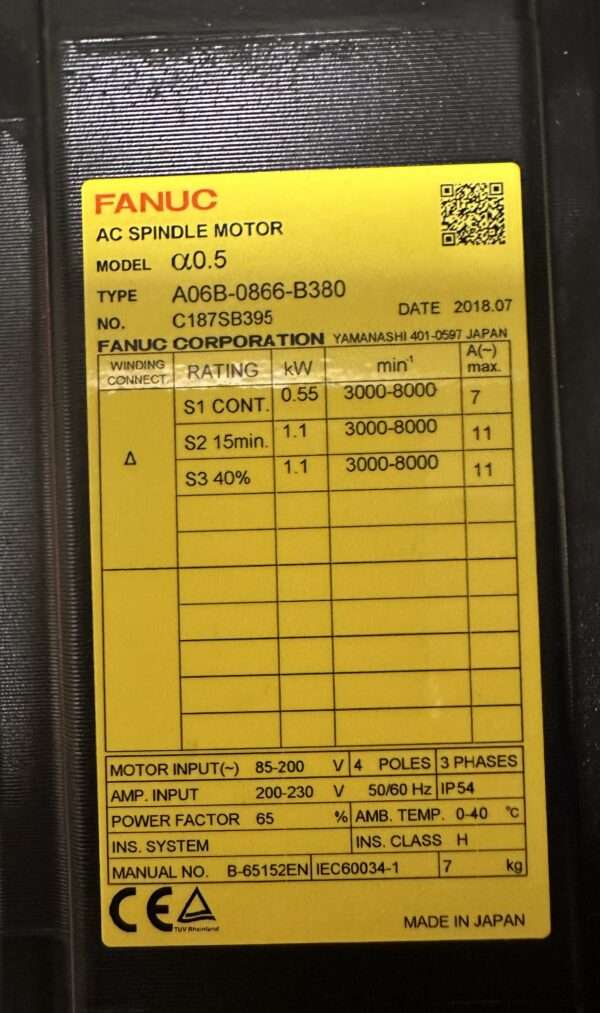 FANUC
AC SPINDLE MOTOR
MODEL α0.5
TYPE A06B-0866-B380
NO. C187SB395 DATE 2018.07
FANUC CORPORATION YAMANASHI 401-0597 JAPAN
WINDING CONNECT. RATING kW min⁻¹ A(~) max.
Δ S1 CONT. 0.55 3000-8000 7
S2 15min. 1.1 3000-8000 11
S3 40% 1.1 3000-8000 11
MOTOR INPUT(~) 85-200 V 4 POLES 3 PHASES
AMP. INPUT 200-230 V 50/60 Hz IP54
POWER FACTOR 65 % AMB. TEMP. 0-40 °C
INS. SYSTEM INS. CLASS H
MANUAL NO. B-65152EN IEC60034-1 7 kg
CE TUV Rheinland
MADE IN JAPAN